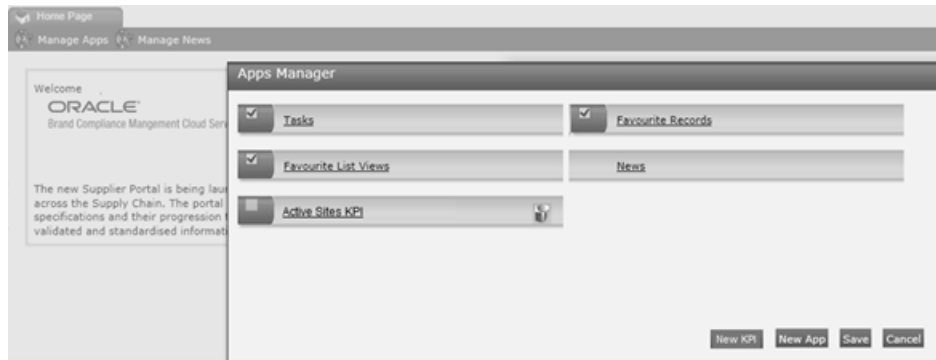 Home Page
Manage Apps Manage News
Apps Manager
Welcome
ORACLE
Brand Compliance Mangement Cloud Serv
Tasks
Favourite Records
Favourite List Views
News
The new Supplier Portal is being lau
across the Supply Chain. The portal
specifications and their progression
validated and standardised informati
Active Sites KPI
New KPI New App Save Cancel